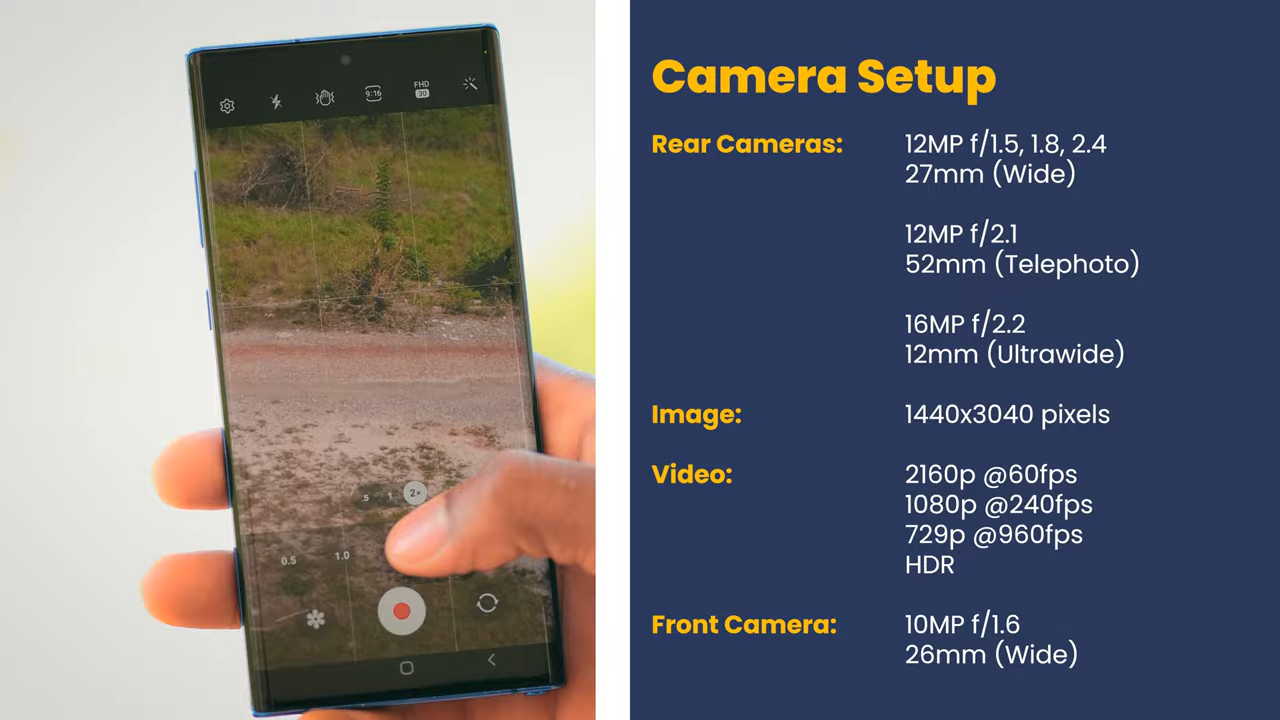 9:16
FHD
30
.5 1 2×
0.5 1.0
Camera Setup
Rear Cameras: 12MP f/1.5, 1.8, 2.4
27mm (Wide)
12MP f/2.1
52mm (Telephoto)
16MP f/2.2
12mm (Ultrawide)
Image: 1440x3040 pixels
Video: 2160p @60fps
1080p @240fps
729p @960fps
HDR
Front Camera: 10MP f/1.6
26mm (Wide)